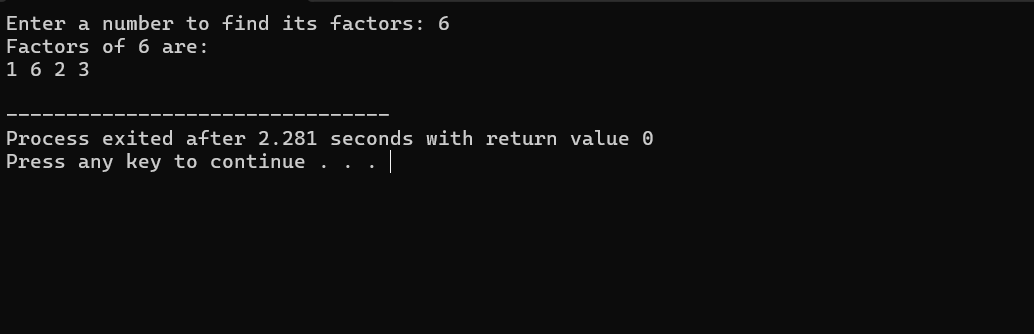 Enter a number to find its factors: 6
Factors of 6 are:
1 6 2 3
--------------------------------
Process exited after 2.281 seconds with return value 0
Press any key to continue . . .